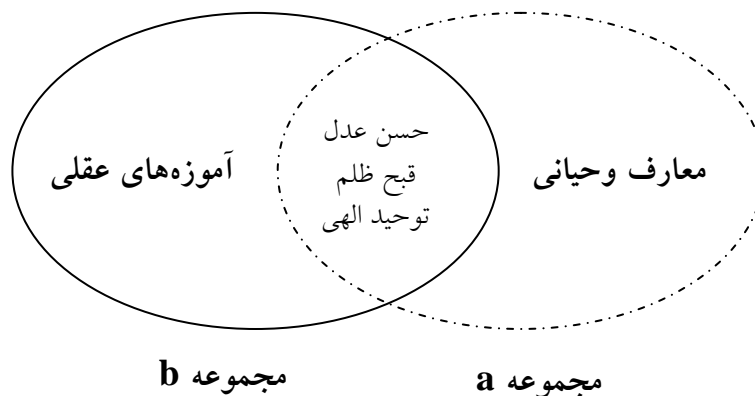 معارف وحیانی
حسن عدل
قبح ظلم
توحید الهی
آموزه‌های عقلی
مجموعه a
مجموعه b